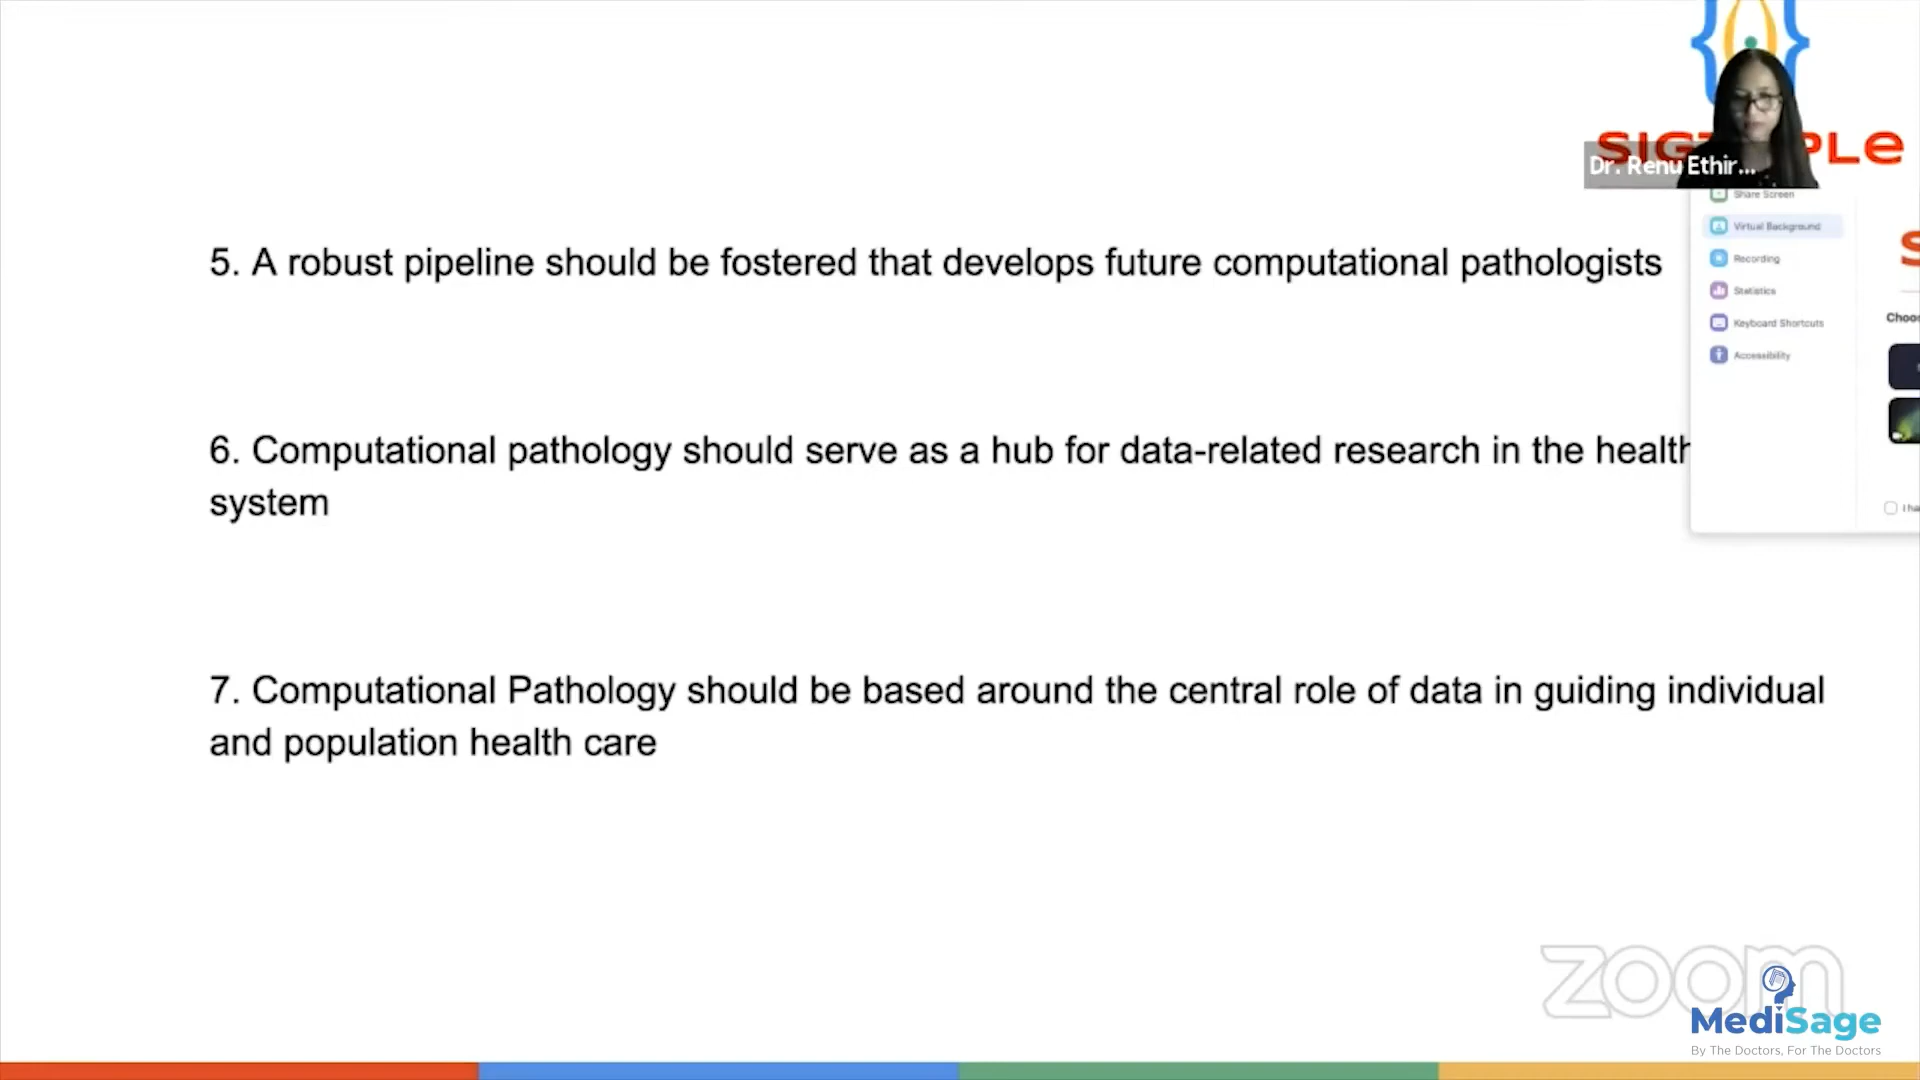 Dr. Renu Ethir...
Share Screen
Virtual Background
Recording
Statistics
Keyboard Shortcuts
Accessibility
5. A robust pipeline should be fostered that develops future computational pathologists
6. Computational pathology should serve as a hub for data-related research in the health
system
7. Computational Pathology should be based around the central role of data in guiding individual
and population health care
zoom
MediSage
By The Doctors, For The Doctors